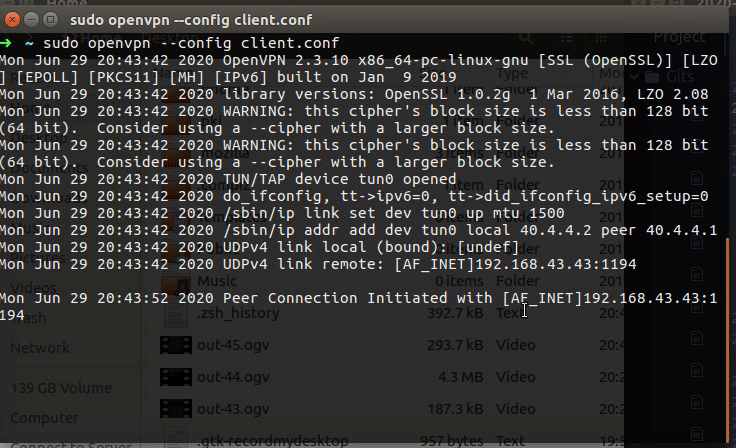 sudo openvpn --config client.conf
➜ ~ sudo openvpn --config client.conf
Mon Jun 29 20:43:42 2020 OpenVPN 2.3.10 x86_64-pc-linux-gnu [SSL (OpenSSL)] [LZO
] [EPOLL] [PKCS11] [MH] [IPv6] built on Jan  9 2019
Mon Jun 29 20:43:42 2020 library versions: OpenSSL 1.0.2g  1 Mar 2016, LZO 2.08
Mon Jun 29 20:43:42 2020 WARNING: this cipher's block size is less than 128 bit
(64 bit).  Consider using a --cipher with a larger block size.
Mon Jun 29 20:43:42 2020 WARNING: this cipher's block size is less than 128 bit
(64 bit).  Consider using a --cipher with a larger block size.
Mon Jun 29 20:43:42 2020 TUN/TAP device tun0 opened
Mon Jun 29 20:43:42 2020 do_ifconfig, tt->ipv6=0, tt->did_ifconfig_ipv6_setup=0
Mon Jun 29 20:43:42 2020 /sbin/ip link set dev tun0 up mtu 1500
Mon Jun 29 20:43:42 2020 /sbin/ip addr add dev tun0 local 40.4.4.2 peer 40.4.4.1
Mon Jun 29 20:43:42 2020 UDPv4 link local (bound): [undef]
Mon Jun 29 20:43:42 2020 UDPv4 link remote: [AF_INET]192.168.43.43:1194
Mon Jun 29 20:43:52 2020 Peer Connection Initiated with [AF_INET]192.168.43.43:1
194
Home
Project
Type
Gits
Folder
Pictures
Videos
Music 0 items Folder
.zsh_history 392.7 kB Text
Network
out-45.ogv 293.7 kB Video
139 GB Volume
out-44.ogv 4.3 MB Video
Computer
out-43.ogv 187.3 kB Video
Connect to Server
.gtk-recordmydesktop 957 bytes Text